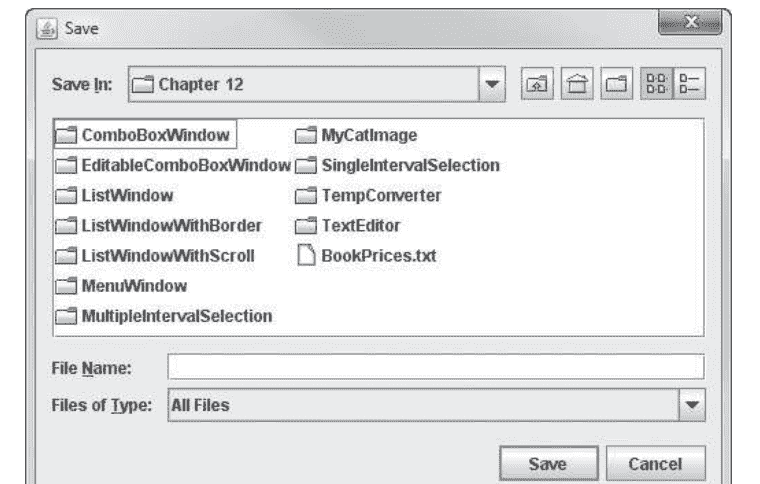 Save
Save In: Chapter 12
ComboBoxWindow MyCatImage
EditableComboBoxWindow SingleIntervalSelection
ListWindow TempConverter
ListWindowWithBorder TextEditor
ListWindowWithScroll BookPrices.txt
MenuWindow
MultipleIntervalSelection
File Name:
Files of Type: All Files
Save Cancel